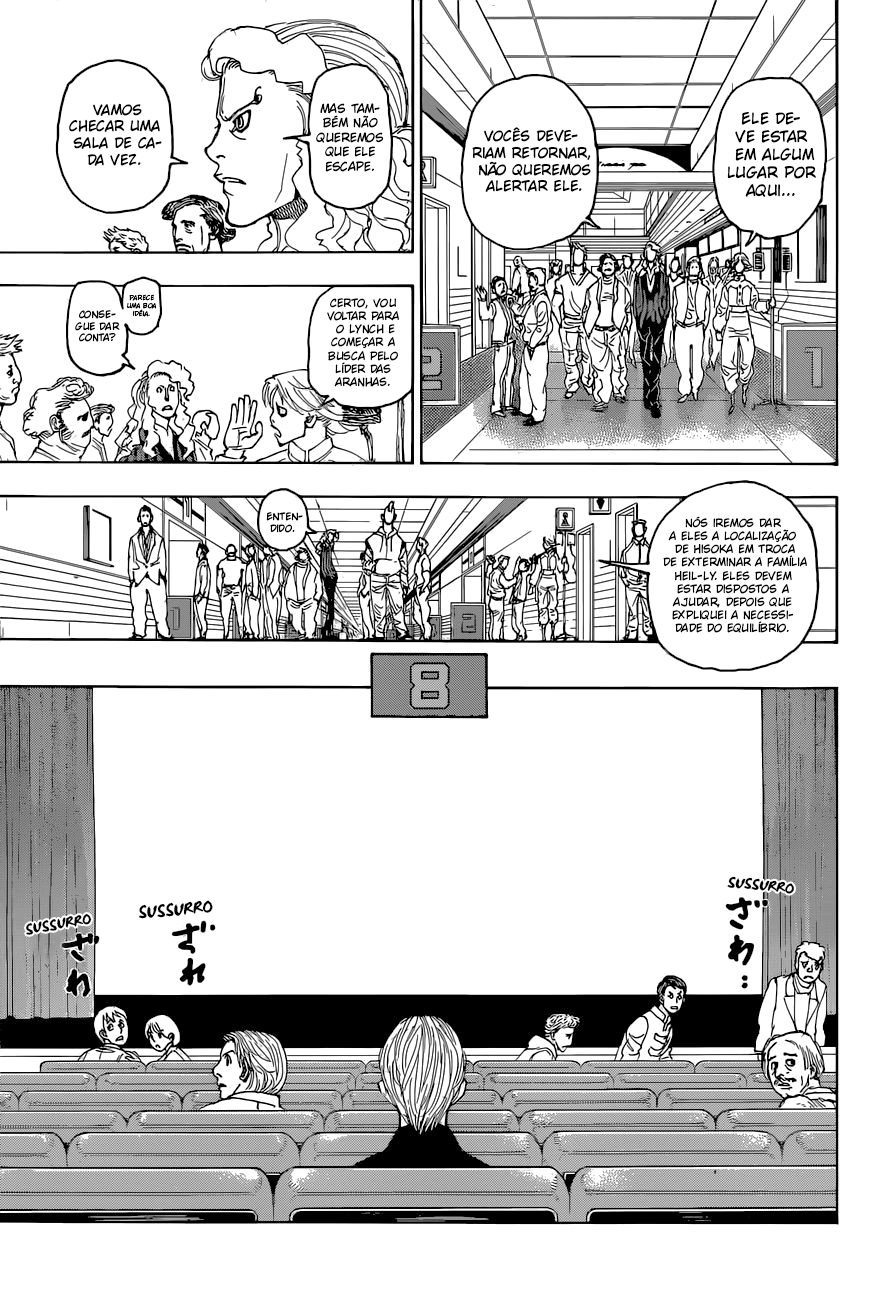 ELE DE-
VE ESTAR
EM ALGUM
LUGAR POR
AQUI...
VOCÊS DEVE-
RIAM RETORNAR,
NÃO QUEREMOS
ALERTAR ELE.
2
1
MAS TAM-
BÉM NÃO
QUEREMOS
QUE ELE
ESCAPE.
VAMOS
CHECAR UMA
SALA DE CA-
DA VEZ.
CERTO, VOU
VOLTAR PARA
O LYNCH E
COMEÇAR A
BUSCA PELO
LÍDER DAS
ARANHAS.
PARECE
UMA BOA
IDÉIA.
CONSE-
GUE DAR
CONTA?
NÓS IREMOS DAR
A ELES A LOCALIZAÇÃO
DE HISOKA EM TROCA
DE EXTERMINAR A FAMÍLIA
HEIL-LY. ELES DEVEM
ESTAR DISPOSTOS A
AJUDAR, DEPOIS QUE
EXPLIQUEI A NECESSI-
DADE DO EQUILÍBRIO.
ENTEN-
DIDO.
2
8
SUSSURRO
ざわ‥
SUSSURRO
ざれ
SUSSURRO
ざわ